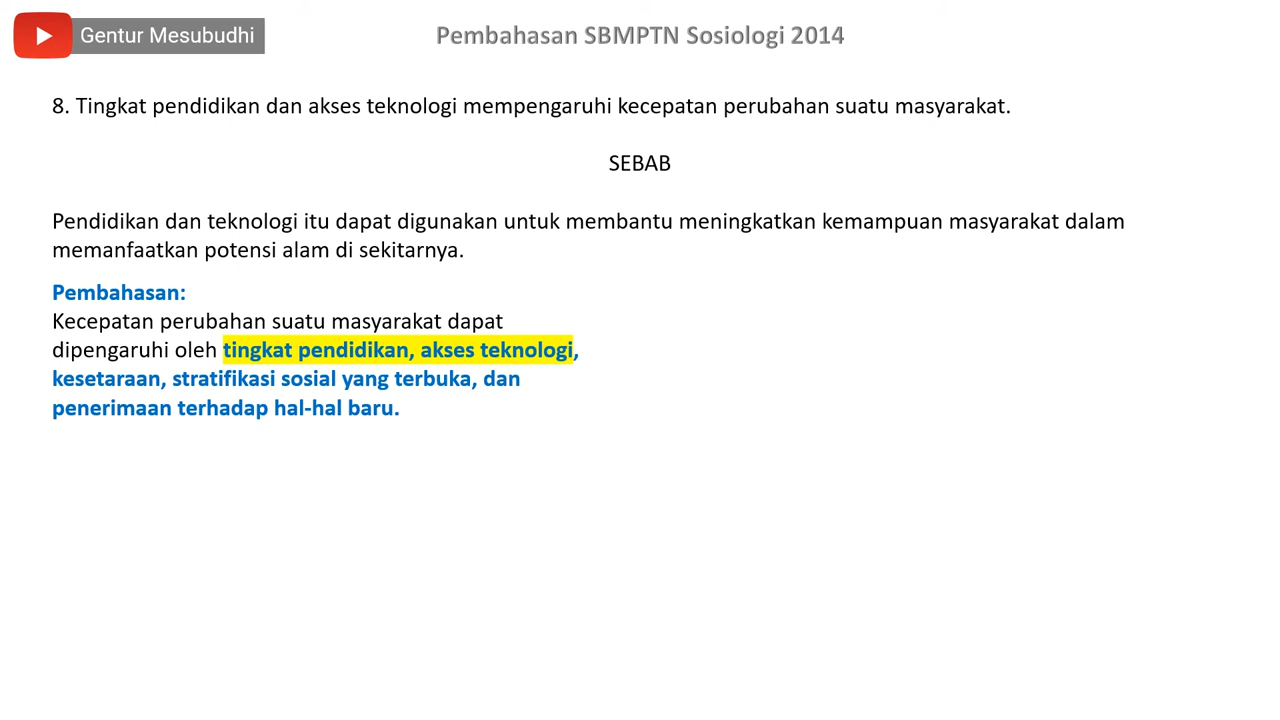 Gentur Mesubudhi
Pembahasan SBMPTN Sosiologi 2014
8. Tingkat pendidikan dan akses teknologi mempengaruhi kecepatan perubahan suatu masyarakat.
SEBAB
Pendidikan dan teknologi itu dapat digunakan untuk membantu meningkatkan kemampuan masyarakat dalam
memanfaatkan potensi alam di sekitarnya.
Pembahasan:
Kecepatan perubahan suatu masyarakat dapat
dipengaruhi oleh tingkat pendidikan, akses teknologi,
kesetaraan, stratifikasi sosial yang terbuka, dan
penerimaan terhadap hal-hal baru.